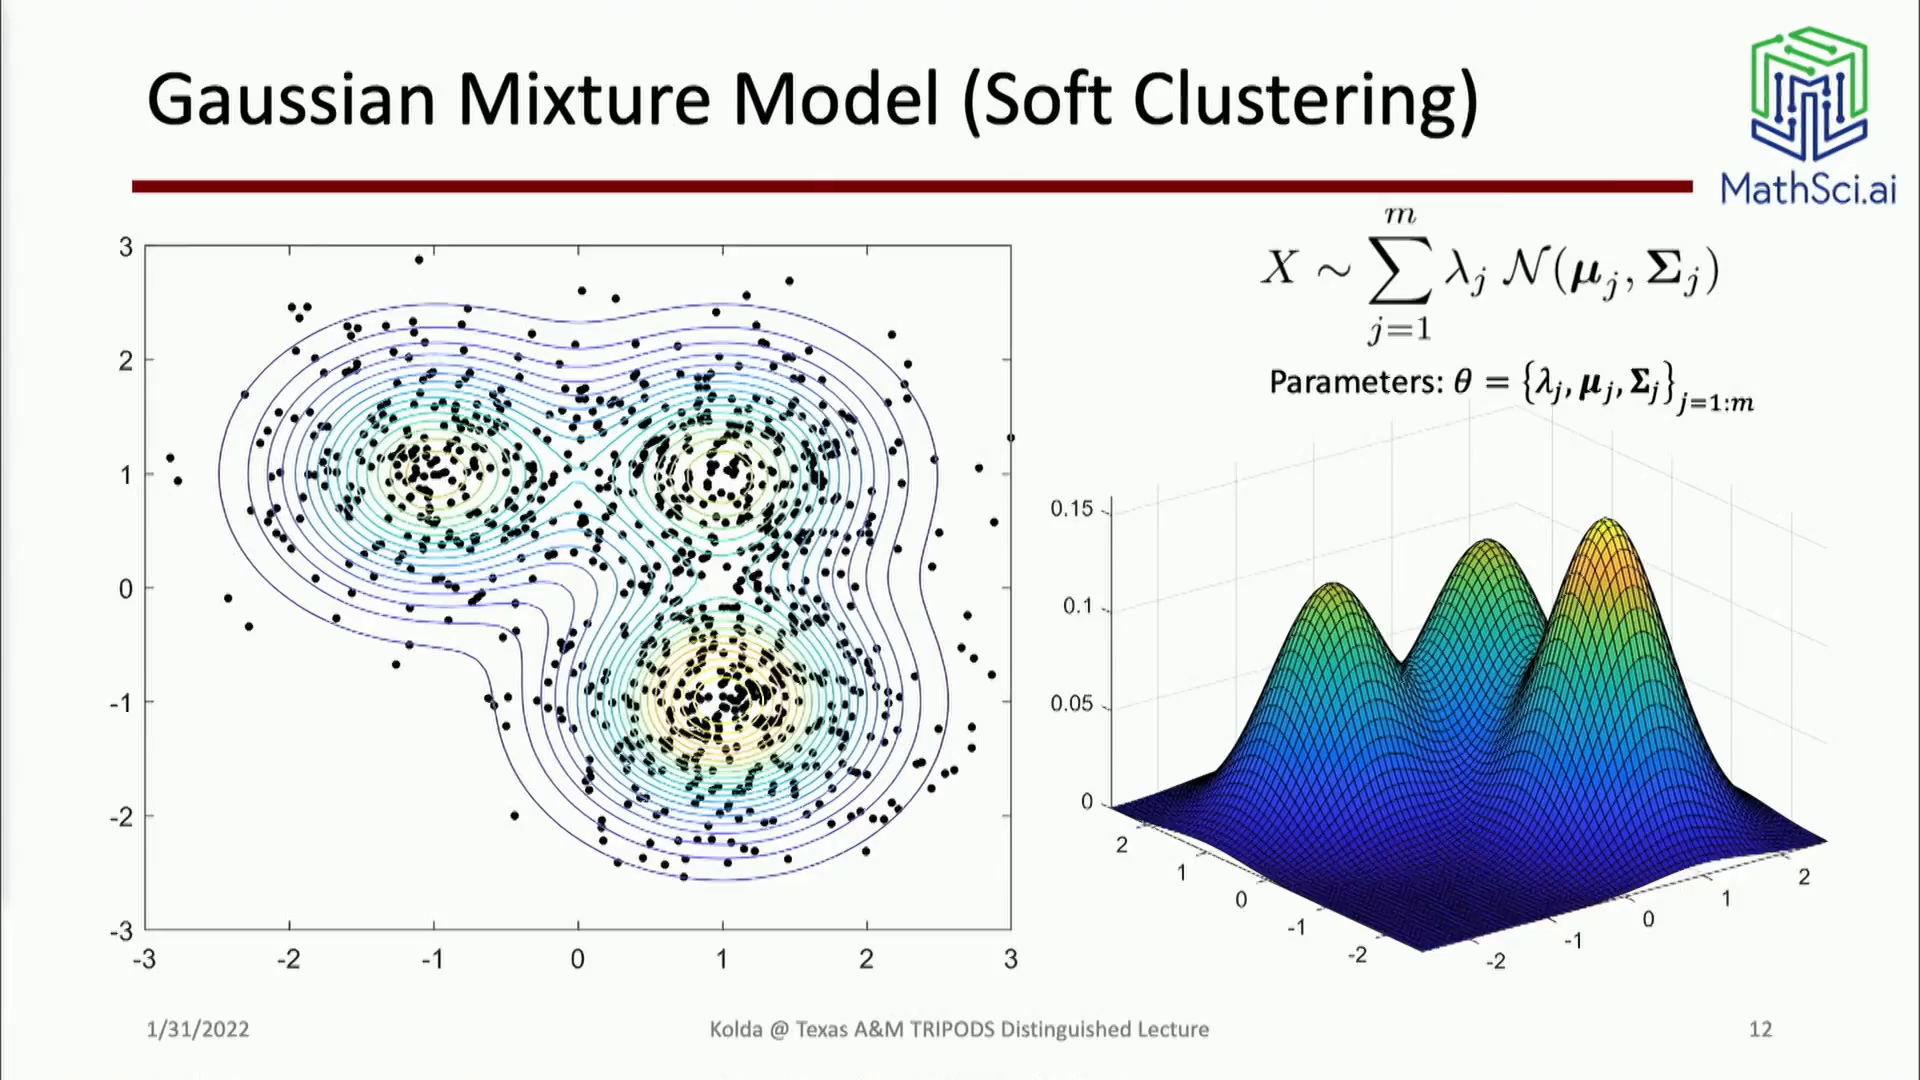 Gaussian Mixture Model (Soft Clustering)
MathSci.ai
X ∼ ∑_{j=1}^{m} λ_j 𝒩(μ_j, Σ_j)
Parameters: θ = {λ_j, μ_j, Σ_j}_{j=1:m}
3
2
1
0
-1
-2
-3
-3 -2 -1 0 1 2 3
0.15
0.1
0.05
0
2 1 0 -1 -2
-2 -1 0 1 2
1/31/2022
Kolda @ Texas A&M TRIPODS Distinguished Lecture
12